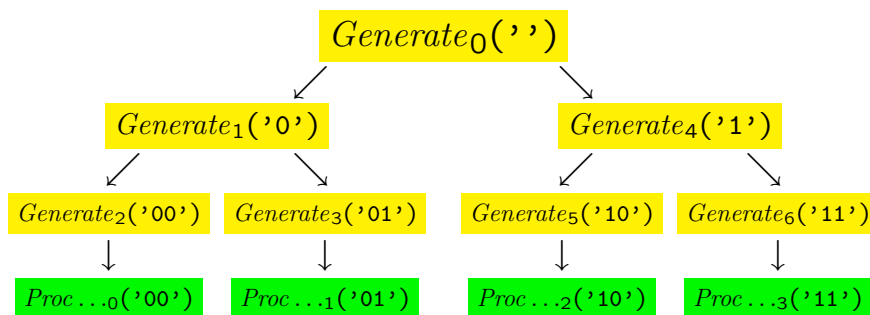 Generate₀('')
Generate₁('0') Generate₄('1')
Generate₂('00') Generate₃('01') Generate₅('10') Generate₆('11')
Proc …₀('00') Proc …₁('01') Proc …₂('10') Proc …₃('11')